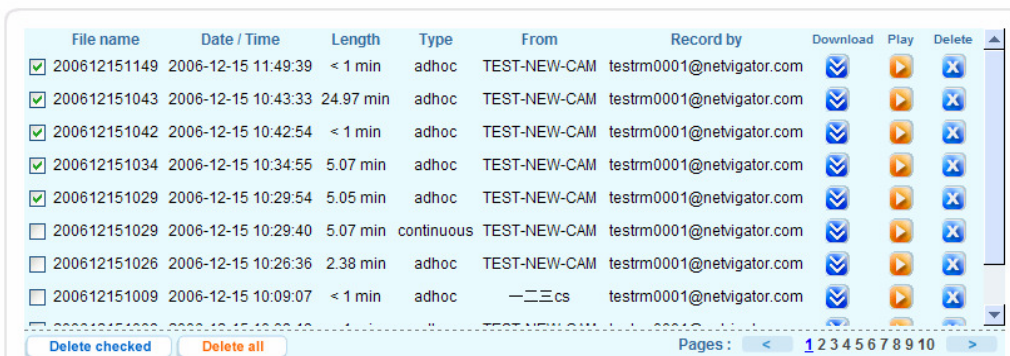 File name Date / Time Length Type From Record by Download Play Delete
200612151149 2006-12-15 11:49:39 < 1 min adhoc TEST-NEW-CAM testrm0001@netvigator.com
200612151043 2006-12-15 10:43:33 24.97 min adhoc TEST-NEW-CAM testrm0001@netvigator.com
200612151042 2006-12-15 10:42:54 < 1 min adhoc TEST-NEW-CAM testrm0001@netvigator.com
200612151034 2006-12-15 10:34:55 5.07 min adhoc TEST-NEW-CAM testrm0001@netvigator.com
200612151029 2006-12-15 10:29:54 5.05 min adhoc TEST-NEW-CAM testrm0001@netvigator.com
200612151029 2006-12-15 10:29:40 5.07 min continuous TEST-NEW-CAM testrm0001@netvigator.com
200612151026 2006-12-15 10:26:36 2.38 min adhoc TEST-NEW-CAM testrm0001@netvigator.com
200612151009 2006-12-15 10:09:07 < 1 min adhoc 一二三cs testrm0001@netvigator.com
Delete checked Delete all Pages : < 1 2 3 4 5 6 7 8 9 10 >